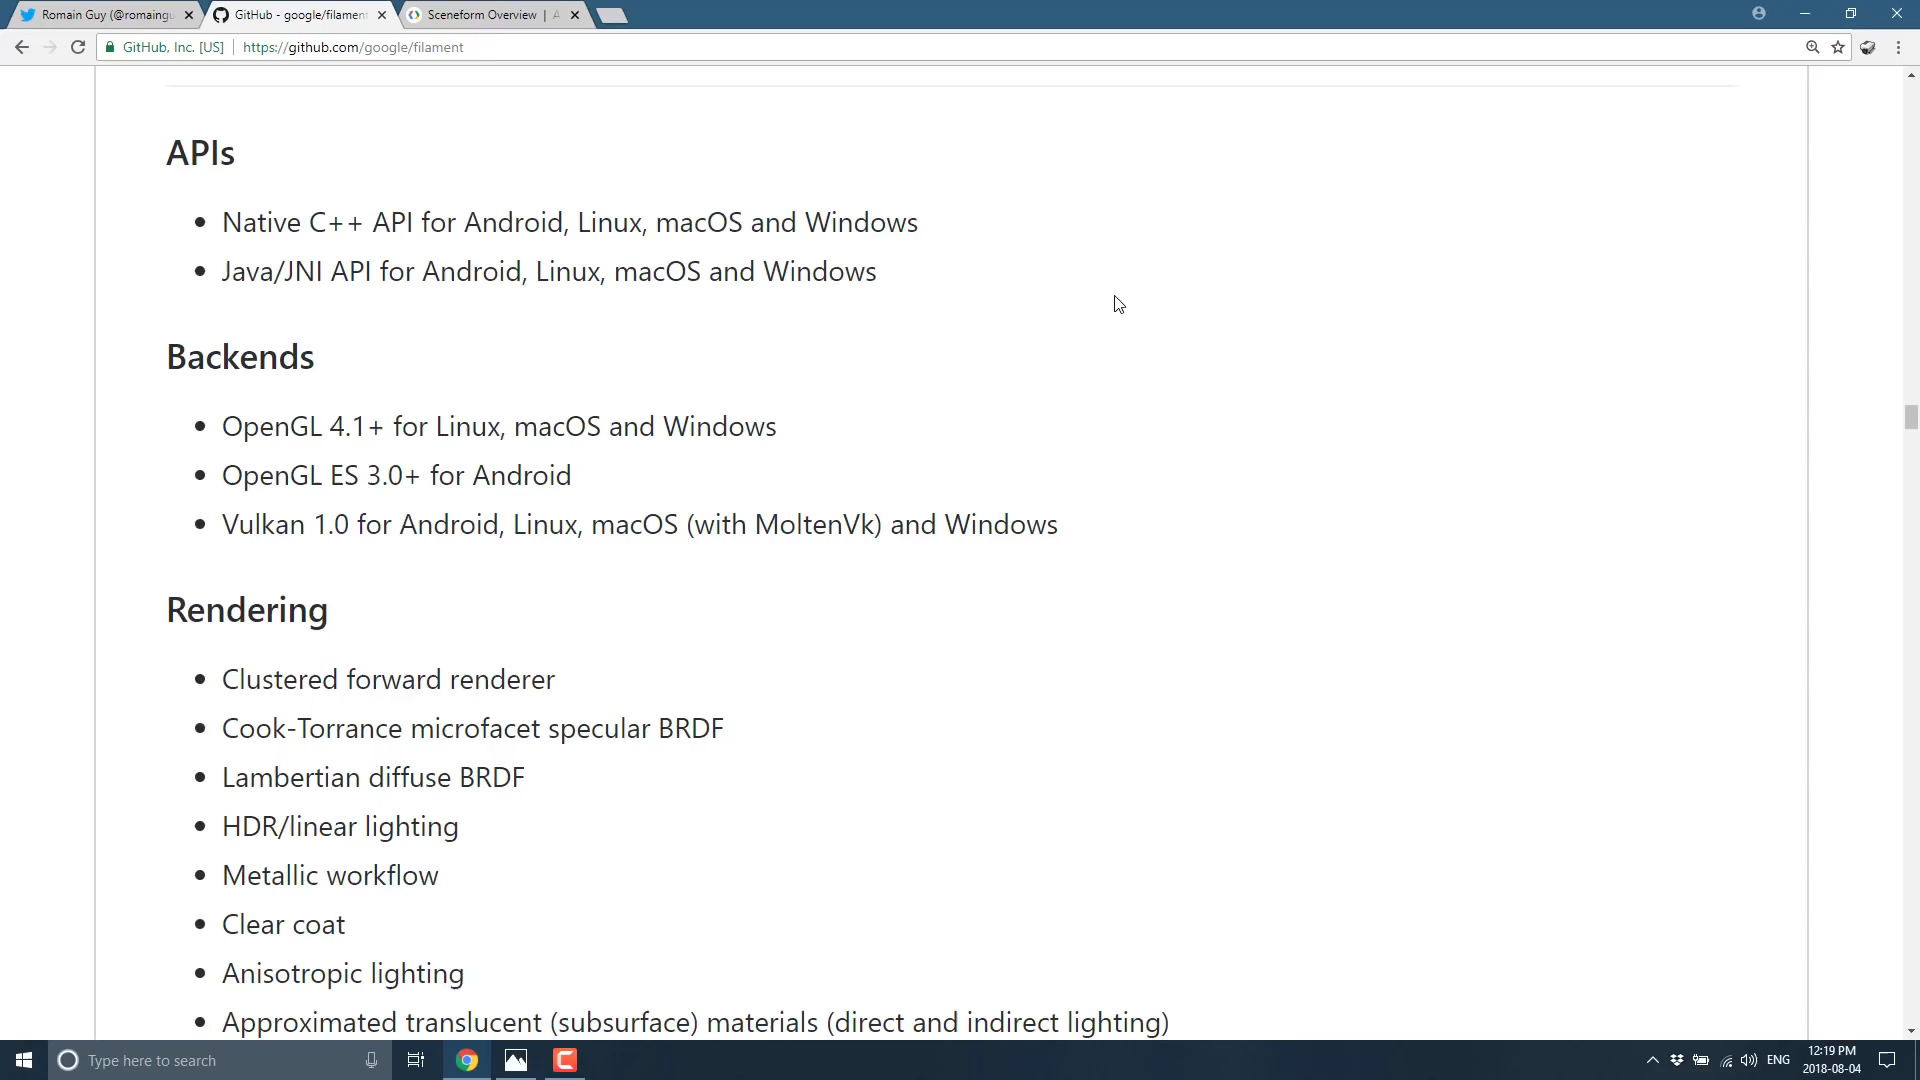 Romain Guy (@romaingu
GitHub - google/filament
Sceneform Overview | A
GitHub, Inc. [US]
https://github.com/google/filament
APIs
Native C++ API for Android, Linux, macOS and Windows
Java/JNI API for Android, Linux, macOS and Windows
Backends
OpenGL 4.1+ for Linux, macOS and Windows
OpenGL ES 3.0+ for Android
Vulkan 1.0 for Android, Linux, macOS (with MoltenVk) and Windows
Rendering
Clustered forward renderer
Cook-Torrance microfacet specular BRDF
Lambertian diffuse BRDF
HDR/linear lighting
Metallic workflow
Clear coat
Anisotropic lighting
Approximated translucent (subsurface) materials (direct and indirect lighting)
Type here to search
ENG
12:19 PM
2018-08-04